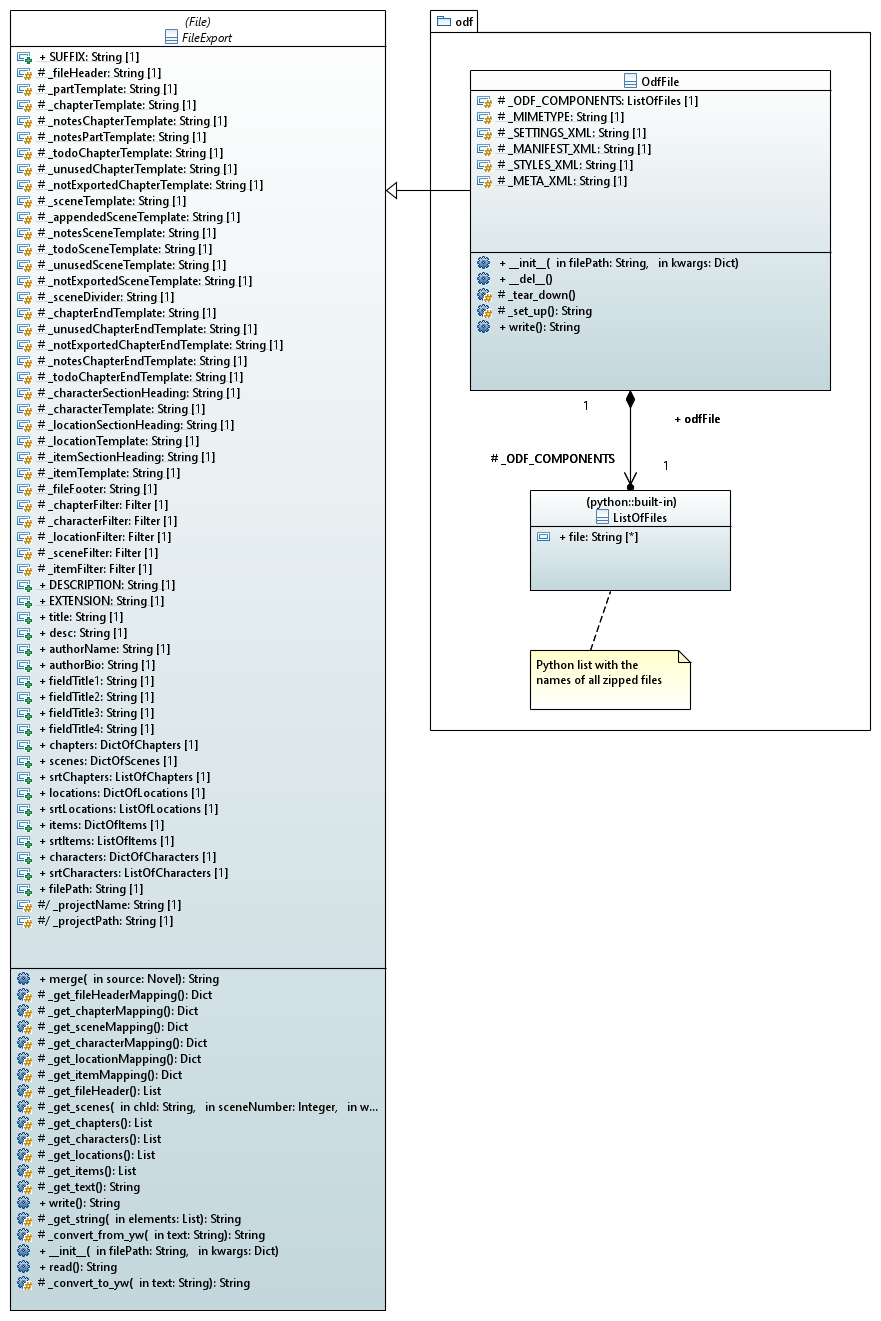 (File)
FileExport
+ SUFFIX: String [1]
# _fileHeader: String [1]
# _partTemplate: String [1]
# _chapterTemplate: String [1]
# _notesChapterTemplate: String [1]
# _notesPartTemplate: String [1]
# _todoChapterTemplate: String [1]
# _unusedChapterTemplate: String [1]
# _notExportedChapterTemplate: String [1]
# _sceneTemplate: String [1]
# _appendedSceneTemplate: String [1]
# _notesSceneTemplate: String [1]
# _todoSceneTemplate: String [1]
# _unusedSceneTemplate: String [1]
# _notExportedSceneTemplate: String [1]
# _sceneDivider: String [1]
# _chapterEndTemplate: String [1]
# _unusedChapterEndTemplate: String [1]
# _notExportedChapterEndTemplate: String [1]
# _notesChapterEndTemplate: String [1]
# _todoChapterEndTemplate: String [1]
# _characterSectionHeading: String [1]
# _characterTemplate: String [1]
# _locationSectionHeading: String [1]
# _locationTemplate: String [1]
# _itemSectionHeading: String [1]
# _itemTemplate: String [1]
# _fileFooter: String [1]
# _chapterFilter: Filter [1]
# _characterFilter: Filter [1]
# _locationFilter: Filter [1]
# _sceneFilter: Filter [1]
# _itemFilter: Filter [1]
+ DESCRIPTION: String [1]
+ EXTENSION: String [1]
+ title: String [1]
+ desc: String [1]
+ authorName: String [1]
+ authorBio: String [1]
+ fieldTitle1: String [1]
+ fieldTitle2: String [1]
+ fieldTitle3: String [1]
+ fieldTitle4: String [1]
+ chapters: DictOfChapters [1]
+ scenes: DictOfScenes [1]
+ srtChapters: ListOfChapters [1]
+ locations: DictOfLocations [1]
+ srtLocations: ListOfLocations [1]
+ items: DictOfItems [1]
+ srtItems: ListOfItems [1]
+ characters: DictOfCharacters [1]
+ srtCharacters: ListOfCharacters [1]
+ filePath: String [1]
#/ _projectName: String [1]
#/ _projectPath: String [1]
+ merge(  in source: Novel): String
# _get_fileHeaderMapping(): Dict
# _get_chapterMapping(): Dict
# _get_sceneMapping(): Dict
# _get_characterMapping(): Dict
# _get_locationMapping(): Dict
# _get_itemMapping(): Dict
# _get_fileHeader(): List
# _get_scenes(  in chId: String,   in sceneNumber: Integer,   in w...
# _get_chapters(): List
# _get_characters(): List
# _get_locations(): List
# _get_items(): List
# _get_text(): String
+ write(): String
# _get_string(  in elements: List): String
# _convert_from_yw(  in text: String): String
+ __init__(  in filePath: String,   in kwargs: Dict)
+ read(): String
# _convert_to_yw(  in text: String): String
odf
OdfFile
# _ODF_COMPONENTS: ListOfFiles [1]
# _MIMETYPE: String [1]
# _SETTINGS_XML: String [1]
# _MANIFEST_XML: String [1]
# _STYLES_XML: String [1]
# _META_XML: String [1]
+ __init__(  in filePath: String,   in kwargs: Dict)
+ __del__()
# _tear_down()
# _set_up(): String
+ write(): String
1
+ odfFile
# _ODF_COMPONENTS
1
(python::built-in)
ListOfFiles
+ file: String [*]
Python list with the
names of all zipped files